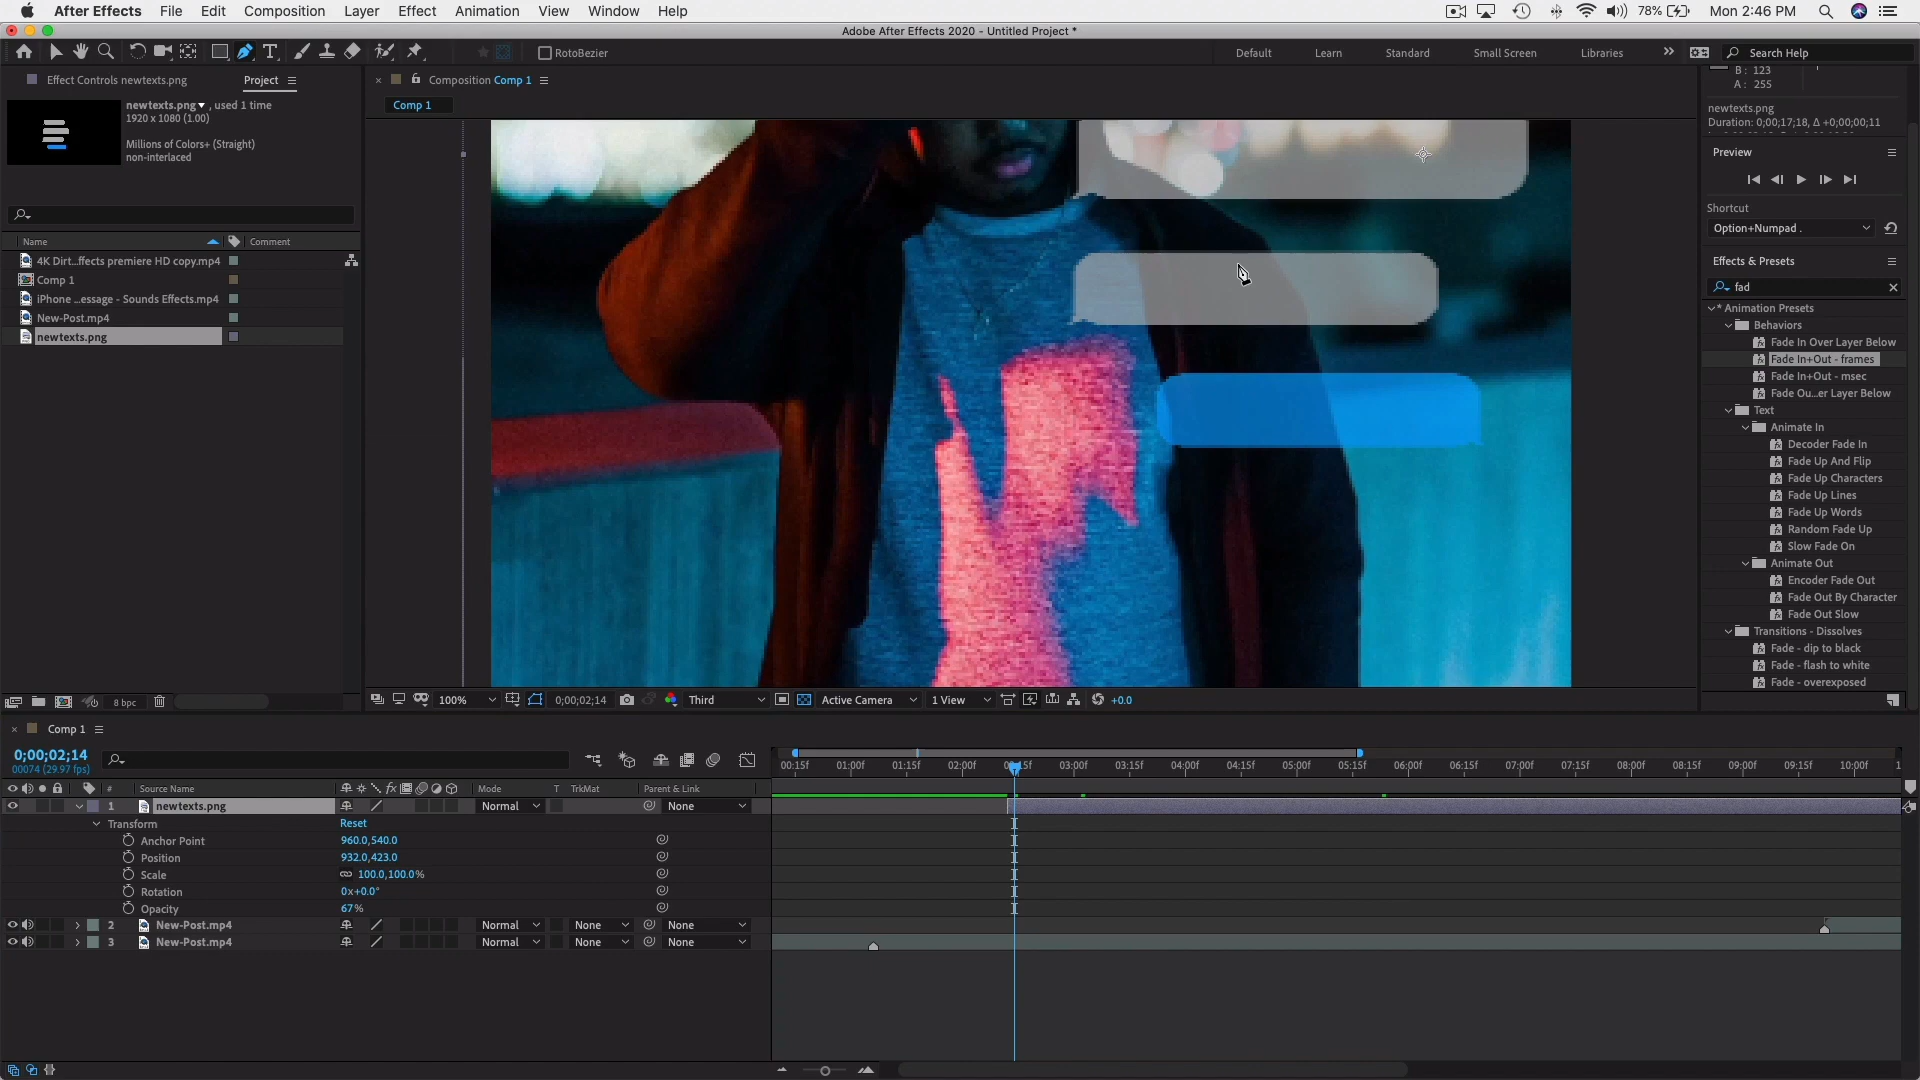 After Effects File Edit Composition Layer Effect Animation View Window Help 78% Mon 2:46 PM
Adobe After Effects 2020 - Untitled Project *
RotoBezier Default Learn Standard Small Screen Libraries Search Help
Effect Controls newtexts.png Project
newtexts.png , used 1 time
1920 x 1080 (1.00)
Millions of Colors+ (Straight)
non-interlaced
Name Comment
4K Dirt...ffects premiere HD copy.mp4
Comp 1
iPhone ...essage - Sounds Effects.mp4
New-Post.mp4
newtexts.png
8 bpc
Composition Comp 1
Comp 1
100% 0;00;02;14 Third Active Camera 1 View +0.0
B : 123
A : 255
newtexts.png
Duration: 0;00;17;18, Δ +0;00;00;11
Preview
Shortcut
Option+Numpad .
Effects & Presets
fad
* Animation Presets
Behaviors
Fade In Over Layer Below
Fade In+Out - frames
Fade In+Out - msec
Fade Ou...er Layer Below
Text
Animate In
Decoder Fade In
Fade Up And Flip
Fade Up Characters
Fade Up Lines
Fade Up Words
Random Fade Up
Slow Fade On
Animate Out
Encoder Fade Out
Fade Out By Character
Fade Out Slow
Transitions - Dissolves
Fade - dip to black
Fade - flash to white
Fade - overexposed
Comp 1
0;00;02;14
00074 (29.97 fps)
# Source Name Mode T TrkMat Parent & Link
00:15f 01:00f 01:15f 02:00f 03:00f 03:15f 04:00f 04:15f 05:00f 05:15f 06:00f 06:15f 07:00f 07:15f 08:00f 08:15f 09:00f 09:15f 10:00f
1 newtexts.png Normal None
Transform Reset
Anchor Point 960.0,540.0
Position 932.0,423.0
Scale 100.0,100.0%
Rotation 0x+0.0°
Opacity 67%
2 New-Post.mp4 Normal None None
3 New-Post.mp4 Normal None None